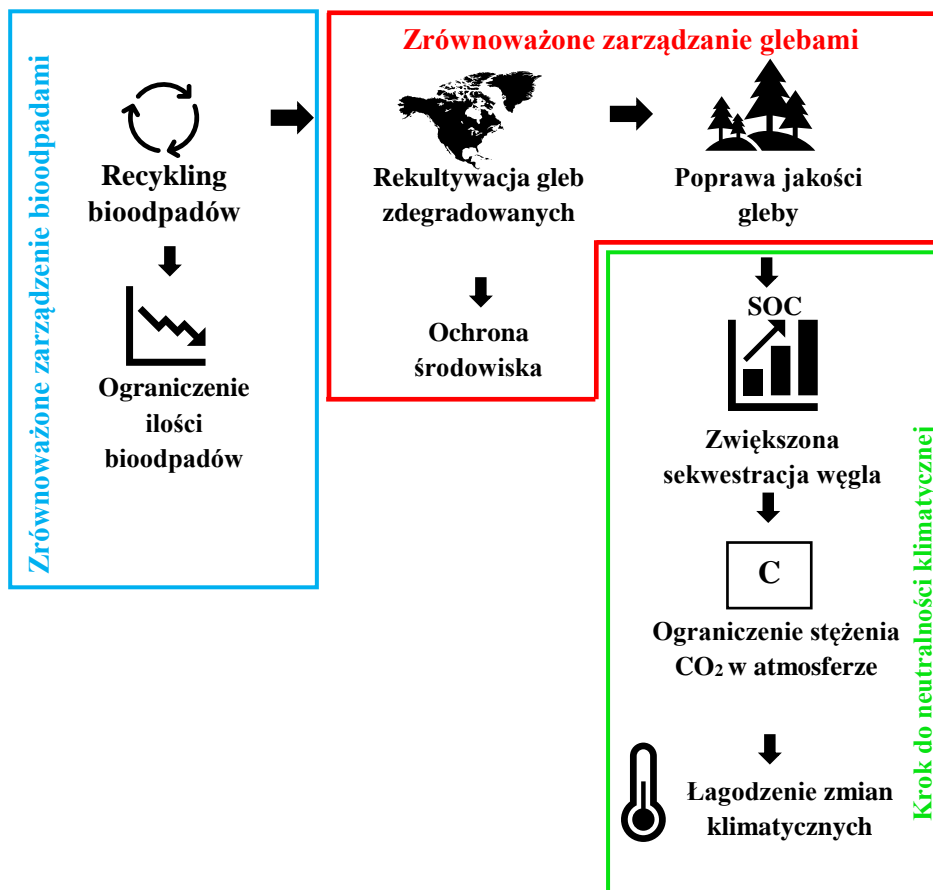 Zrównoważone zarządzenie bioodpadami
Recykling
bioodpadów
Ograniczenie
ilości
bioodpadów
Zrównoważone zarządzanie glebami
Rekultywacja gleb
zdegradowanych
Poprawa jakości
gleby
Ochrona
środowiska
SOC
Zwiększona
sekwestracja węgla
C
Ograniczenie stężenia
CO₂ w atmosferze
Łagodzenie zmian
klimatycznych
Krok do neutralności klimatycznej